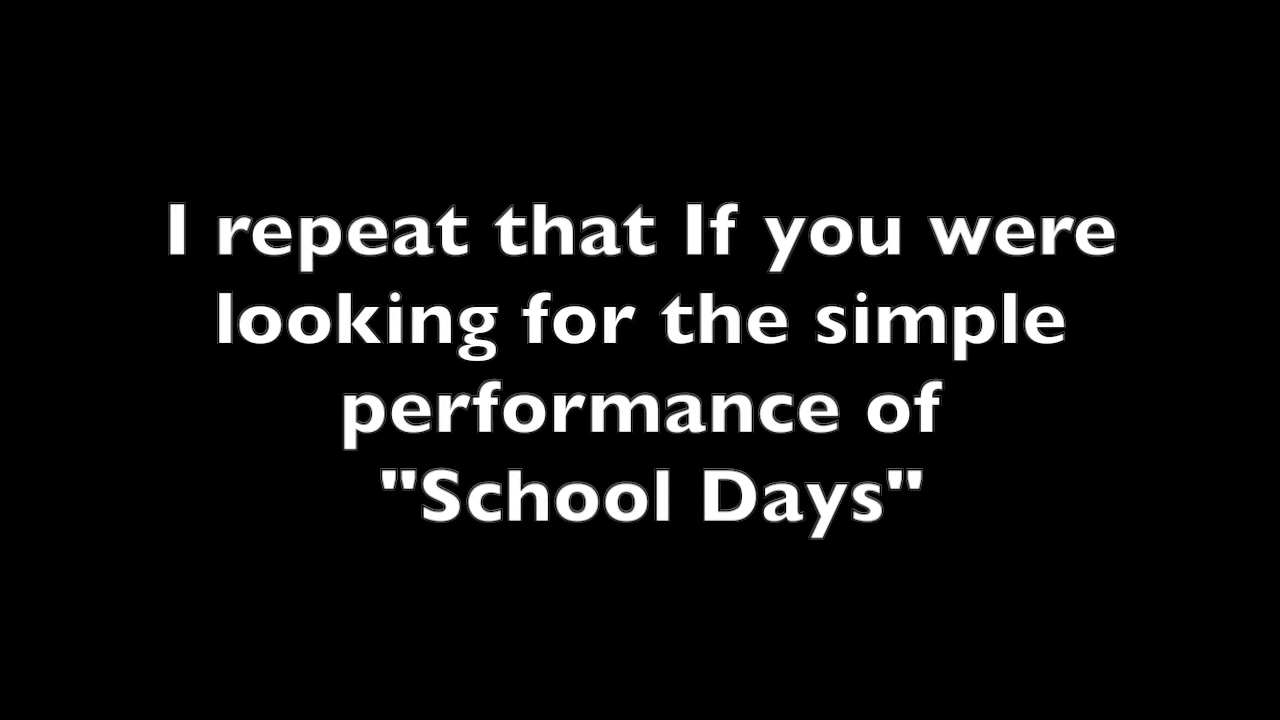 I repeat that If you were
looking for the simple
performance of
"School Days"